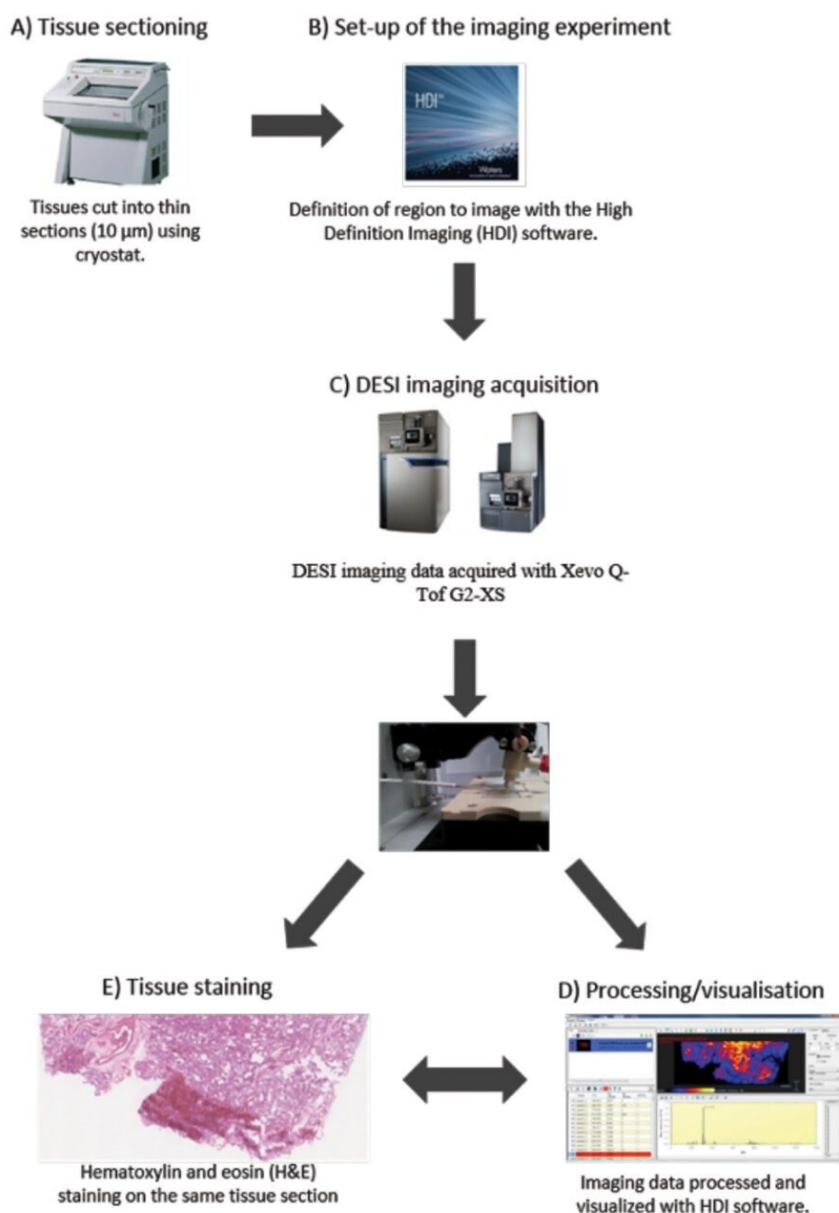 A) Tissue sectioning
B) Set-up of the imaging experiment
HDI™
Waters
Tissues cut into thin
sections (10 µm) using
cryostat.
Definition of region to image with the High
Definition Imaging (HDI) software.
C) DESI imaging acquisition
DESI imaging data acquired with Xevo Q-
Tof G2-XS
E) Tissue staining
D) Processing/visualisation
Hematoxylin and eosin (H&E)
staining on the same tissue section
Imaging data processed and
visualized with HDI software.